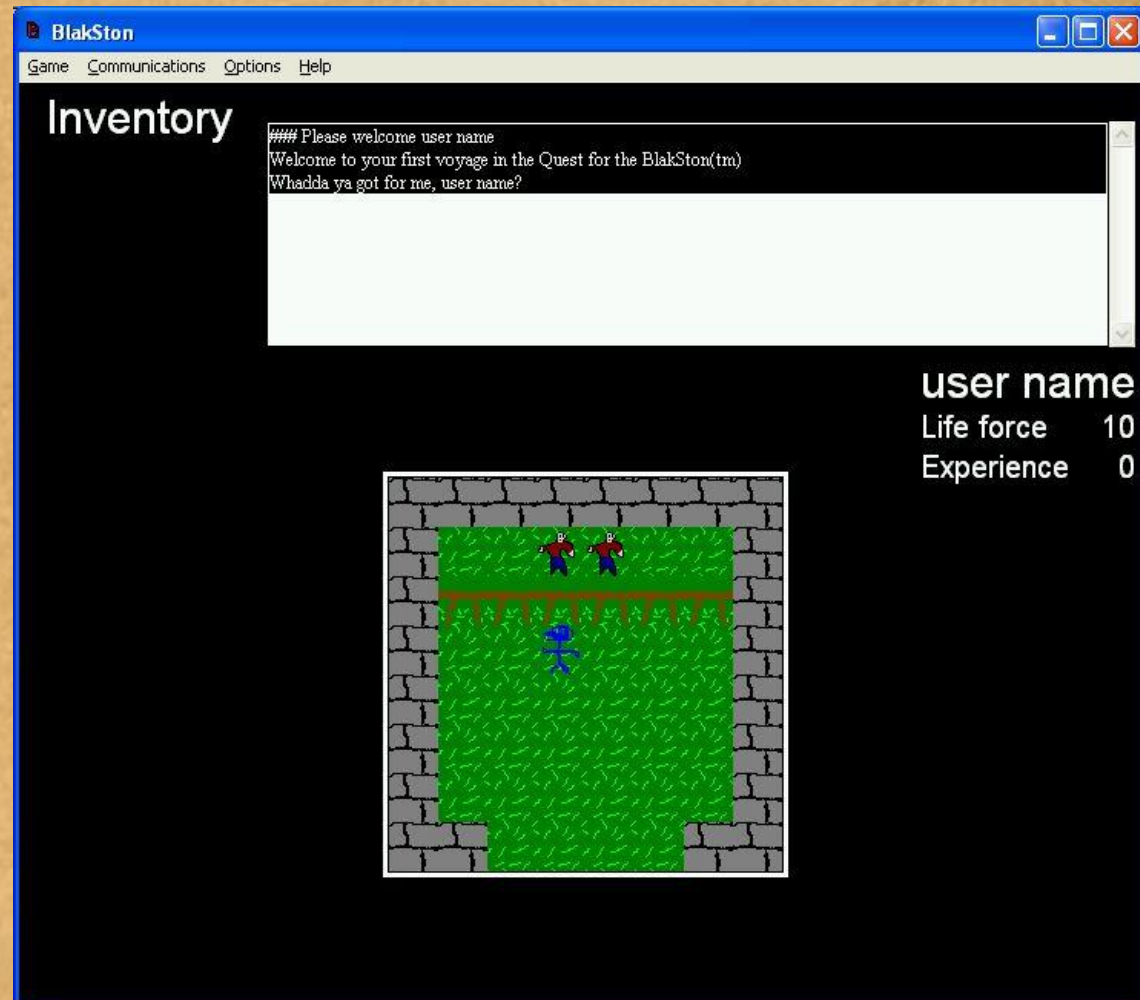 BlakSton
Game Communications Options Help
Inventory
### Please welcome user name
Welcome to your first voyage in the Quest for the BlakSton(tm)
Whadda ya got for me, user name?
user name
Life force 10
Experience 0